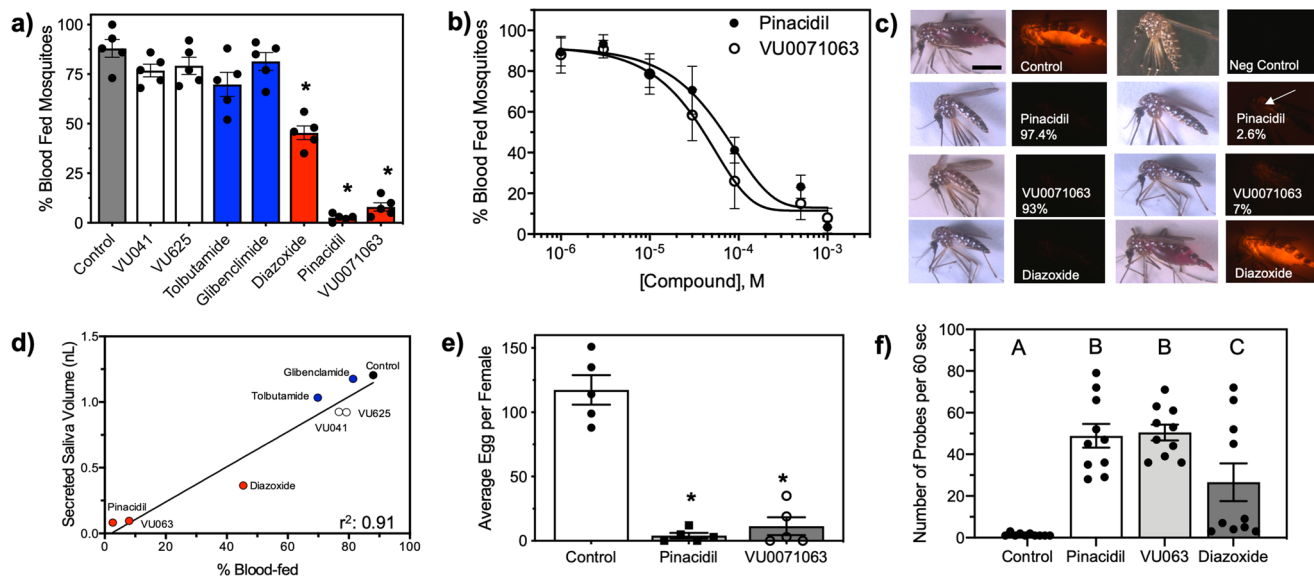 a)
% Blood Fed Mosquitoes
100
75
50
25
0
*
*
*
Control
VU041
VU625
Tolbutamide
Glibenclimide
Diazoxide
Pinacidil
VU0071063
b)
% Blood Fed Mosquitoes
100
80
60
40
20
0
Pinacidil
VU0071063
10-6
10-5
10-4
10-3
[Compound], M
c)
Control
Neg Control
Pinacidil
97.4%
Pinacidil
2.6%
VU0071063
93%
VU0071063
7%
Diazoxide
Diazoxide
d)
Secreted Saliva Volume (nL)
1.5
1.0
0.5
0.0
Glibenclamide
Control
Tolbutamide
VU625
VU041
Diazoxide
Pinacidil
VU063
r2: 0.91
0
20
40
60
80
100
% Blood-fed
e)
Average Egg per Female
150
100
50
0
*
*
Control
Pinacidil
VU0071063
f)
Number of Probes per 60 sec
100
80
60
40
20
0
A
B
B
C
Control
Pinacidil
VU063
Diazoxide